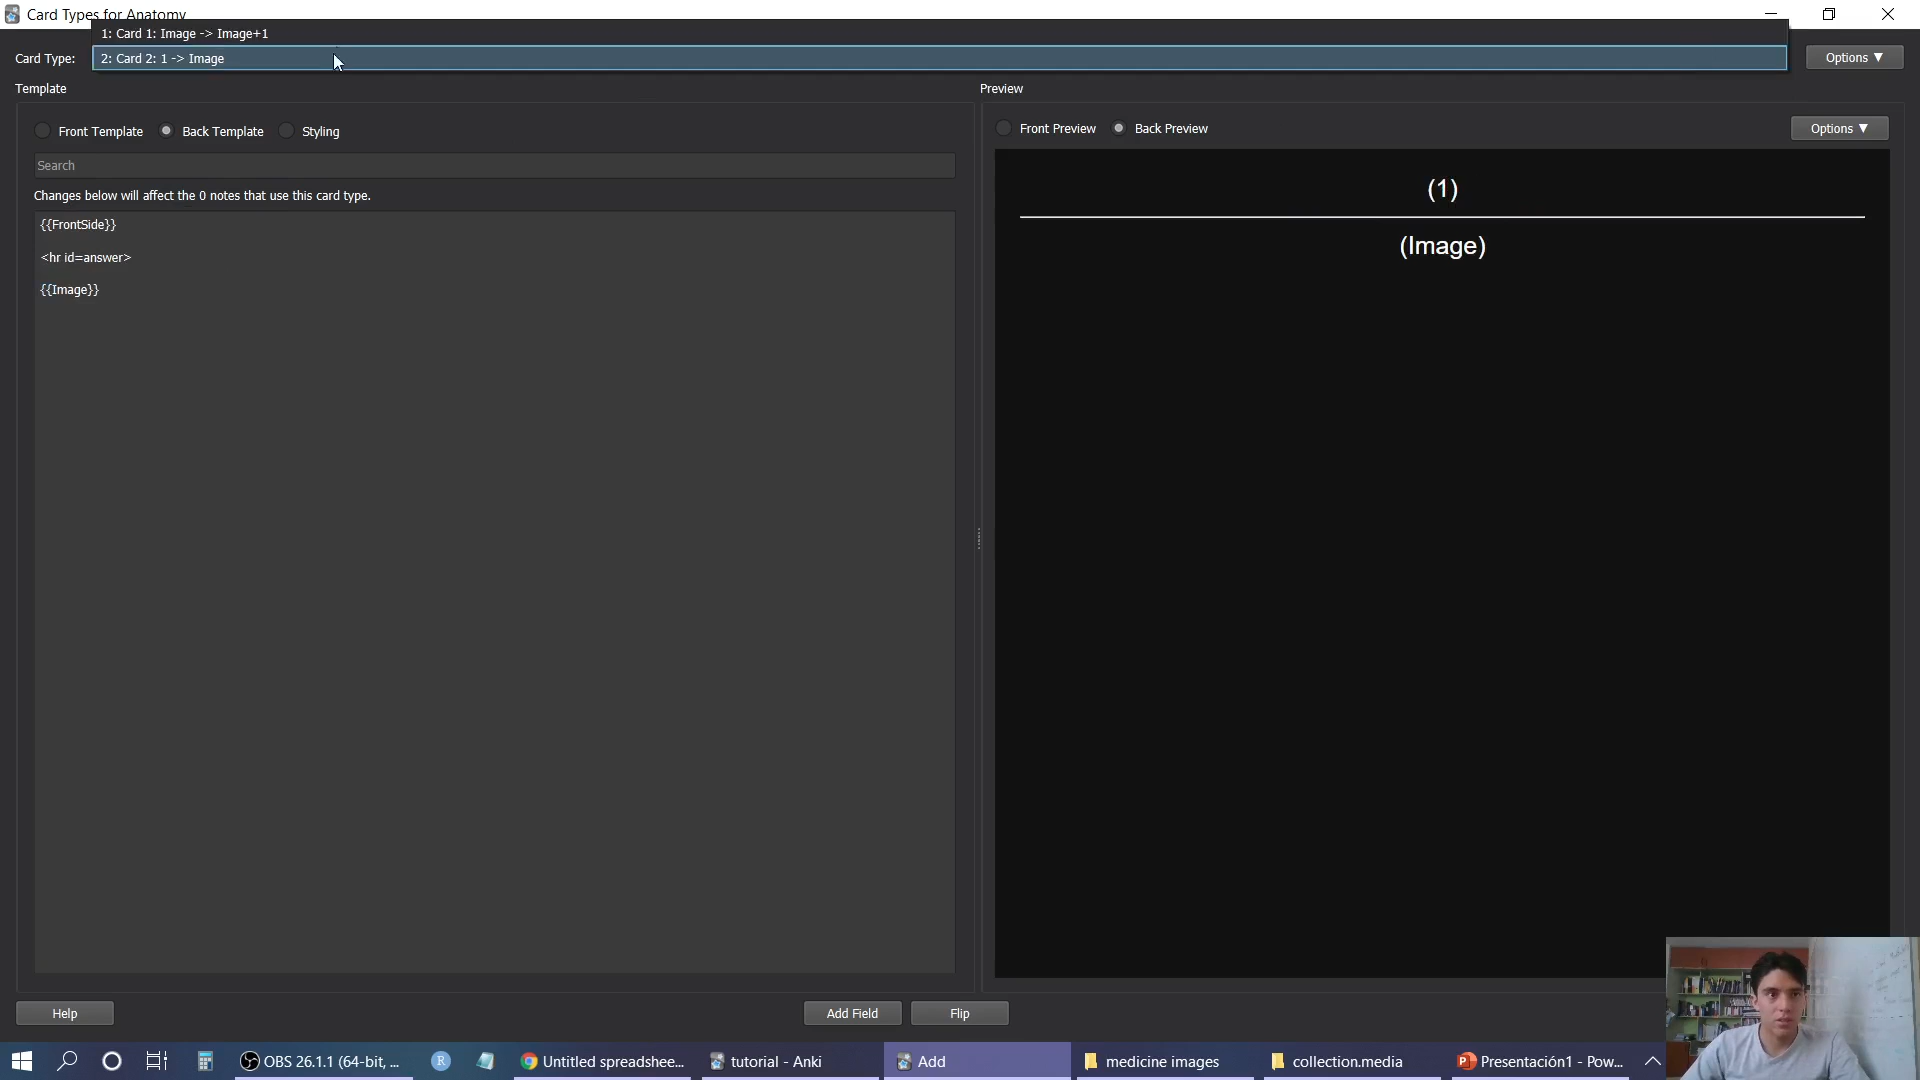 Card Types for Anatomy
1: Card 1: Image -> Image+1
Card Type:
2: Card 2: 1 -> Image
Options ▼
Template
Preview
Front Template
Back Template
Styling
Front Preview
Back Preview
Options ▼
Search
Changes below will affect the 0 notes that use this card type.
{{FrontSide}}
<hr id=answer>
{{Image}}
(1)
(Image)
Help
Add Field
Flip
OBS 26.1.1 (64-bit, ...
R
Untitled spreadshee...
tutorial - Anki
Add
medicine images
collection.media
Presentación1 - Pow...